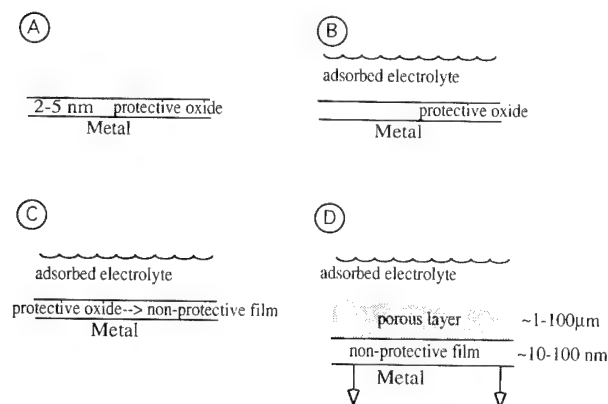 A
2-5 nm protective oxide
Metal
B
adsorbed electrolyte
protective oxide
Metal
C
adsorbed electrolyte
protective oxide--> non-protective film
Metal
D
adsorbed electrolyte
porous layer ~1-100μm
non-protective film ~10-100 nm
Metal